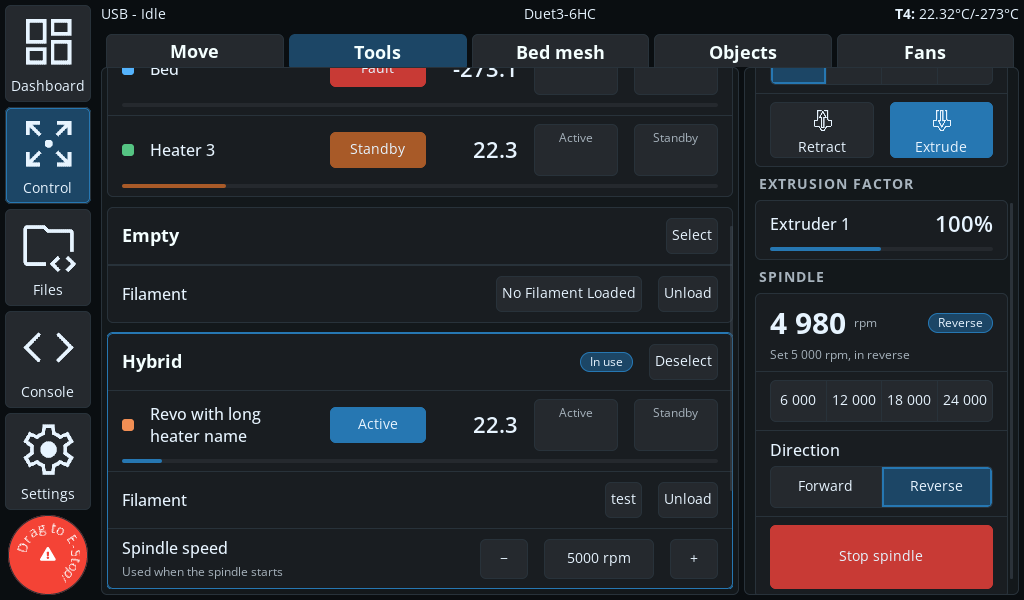 USB - Idle
Duet3-6HC
T4: 22.32°C/-273°C
Dashboard
Control
Files
Console
Settings
Drag to E-Stop!
Move
Tools
Bed mesh
Objects
Fans
Bed
Fault
-273.1
Heater 3
Standby
22.3
Active
Standby
Empty
Select
Filament
No Filament Loaded
Unload
Hybrid
In use
Deselect
Revo with long
heater name
Active
22.3
Active
Standby
Filament
test
Unload
Spindle speed
Used when the spindle starts
−
5000 rpm
+
Retract
Extrude
EXTRUSION FACTOR
Extruder 1
100%
SPINDLE
4 980 rpm
Reverse
Set 5 000 rpm, in reverse
6 000
12 000
18 000
24 000
Direction
Forward
Reverse
Stop spindle